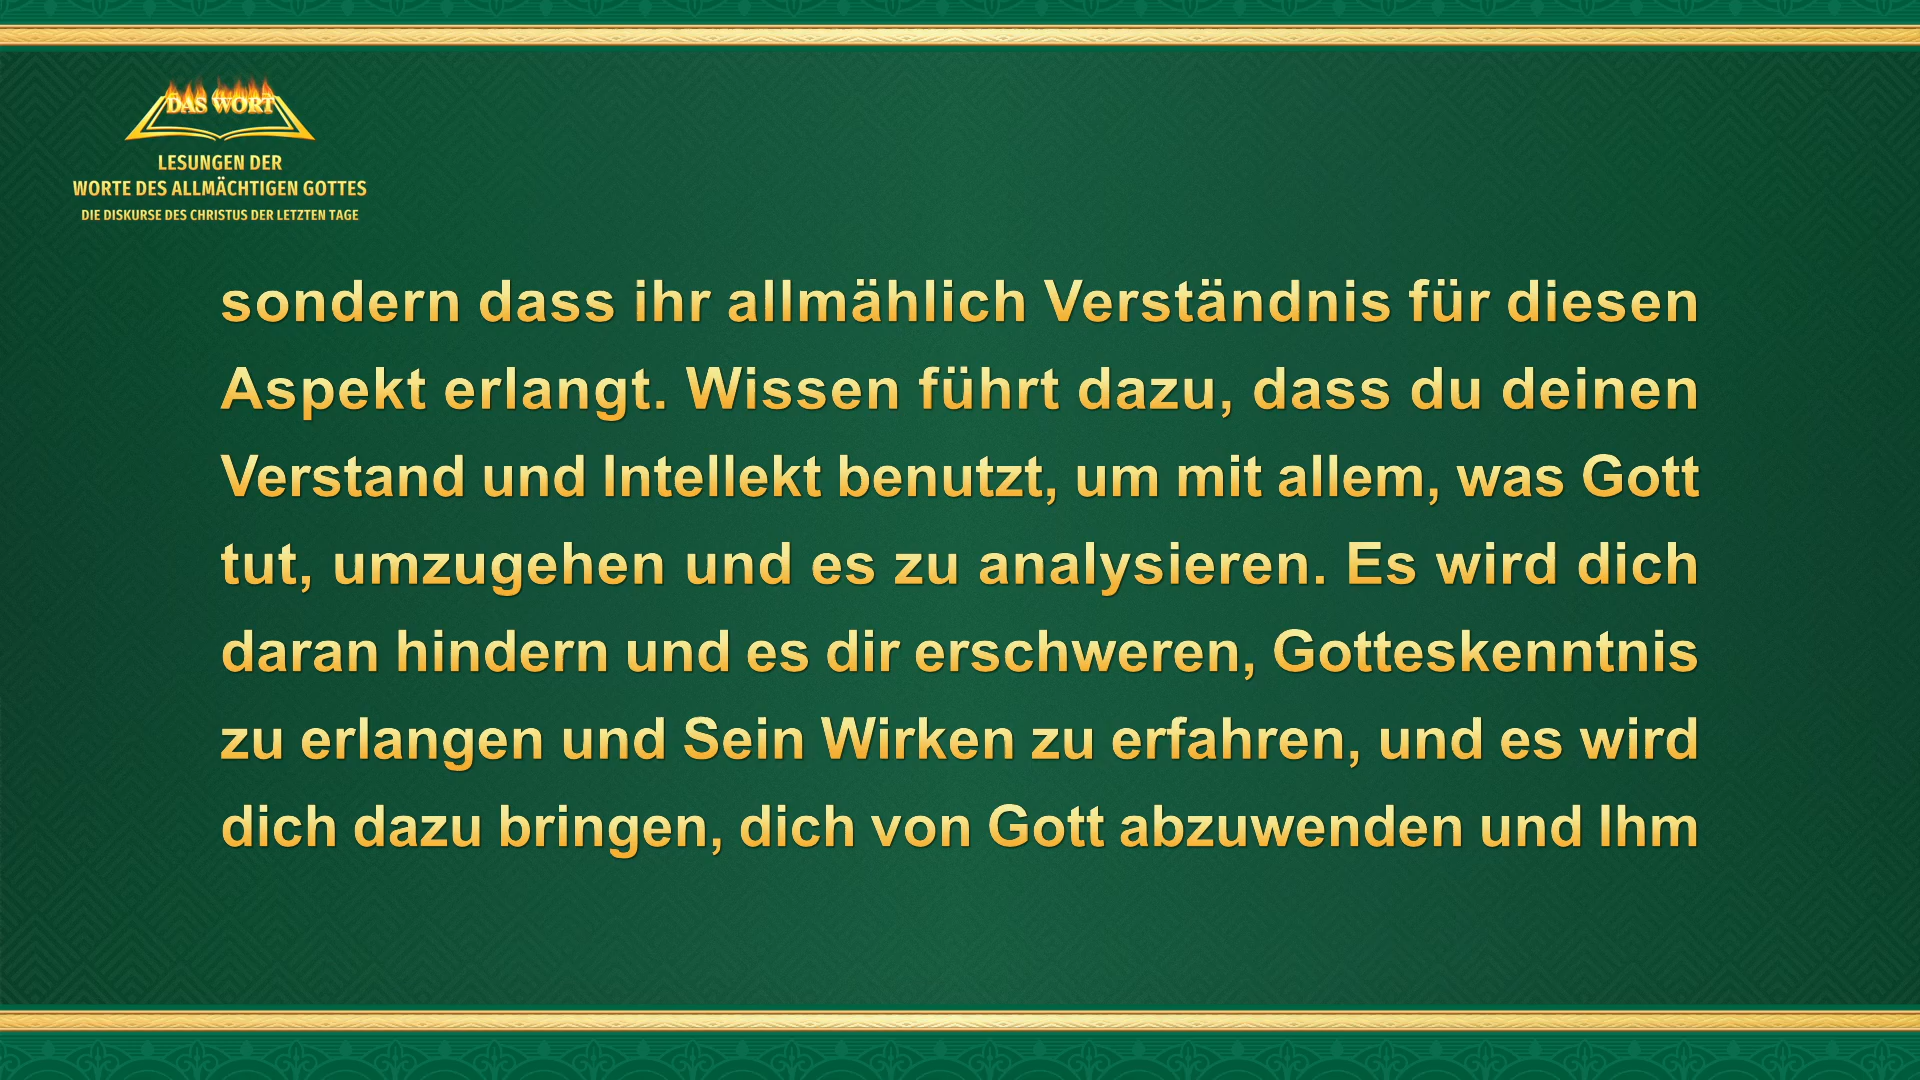 DAS WORT
LESUNGEN DER
WORTE DES ALLMÄCHTIGEN GOTTES
DIE DISKURSE DES CHRISTUS DER LETZTEN TAGE
sondern dass ihr allmählich Verständnis für diesen
Aspekt erlangt. Wissen führt dazu, dass du deinen
Verstand und Intellekt benutzt, um mit allem, was Gott
tut, umzugehen und es zu analysieren. Es wird dich
daran hindern und es dir erschweren, Gotteskenntnis
zu erlangen und Sein Wirken zu erfahren, und es wird
dich dazu bringen, dich von Gott abzuwenden und Ihm